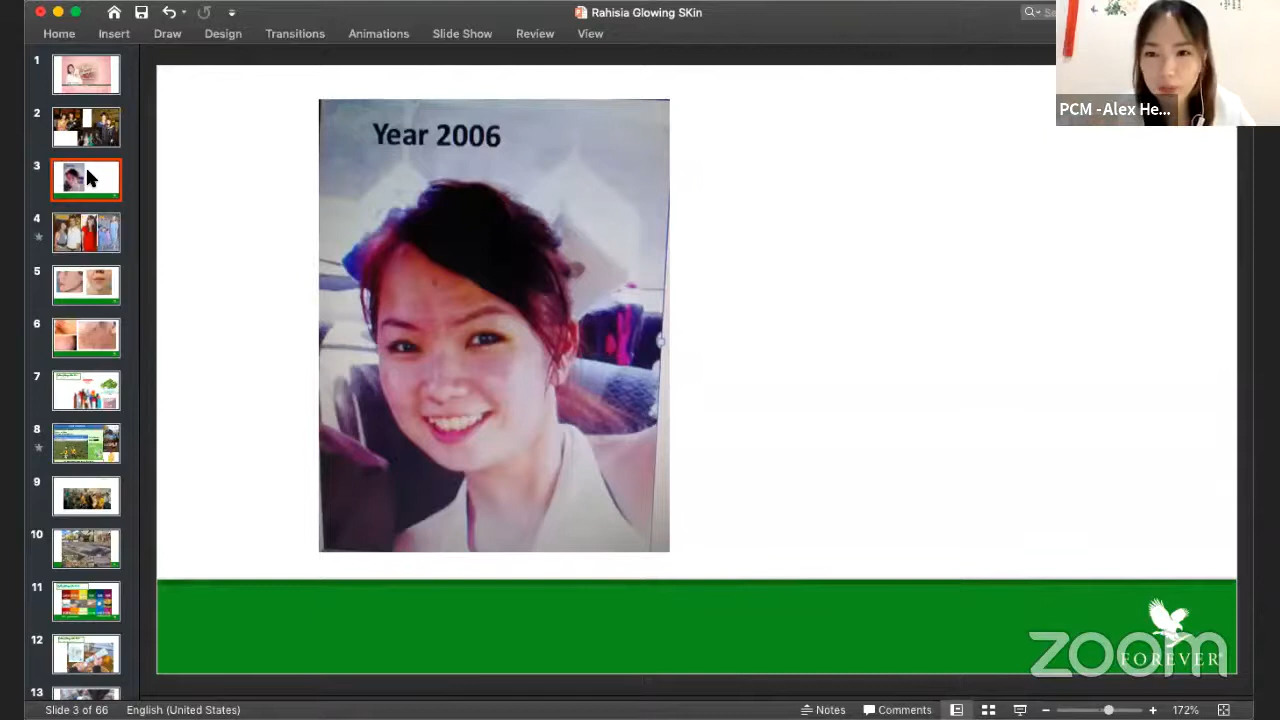 Rahisia Glowing SKin
Home Insert Draw Design Transitions Animations Slide Show Review View
PCM -Alex He...
1
2
3
4
5
6
7
8
9
10
11
12
13
Year 2006
zoom
FOREVER
Slide 3 of 66 English (United States) Notes Comments 172%